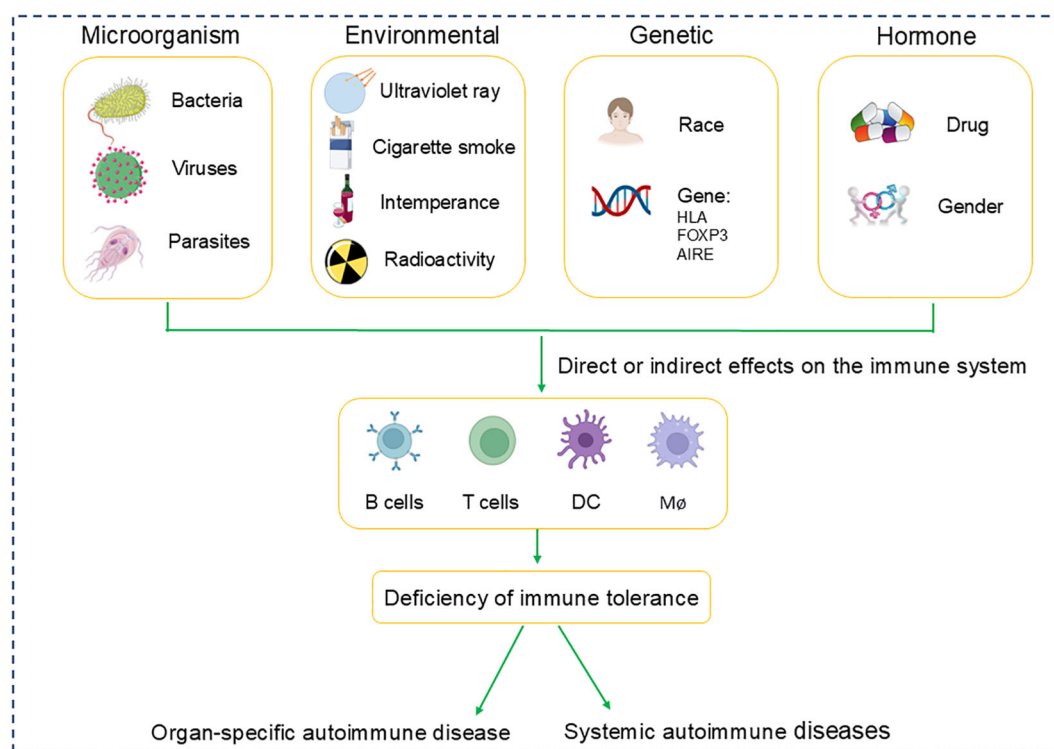 Microorganism
Environmental
Genetic
Hormone
Bacteria
Viruses
Parasites
Ultraviolet ray
Cigarette smoke
Intemperance
Radioactivity
Race
Gene:
HLA
FOXP3
AIRE
Drug
Gender
Direct or indirect effects on the immune system
B cells
T cells
DC
Mø
Deficiency of immune tolerance
Organ-specific autoimmune disease
Systemic autoimmune diseases